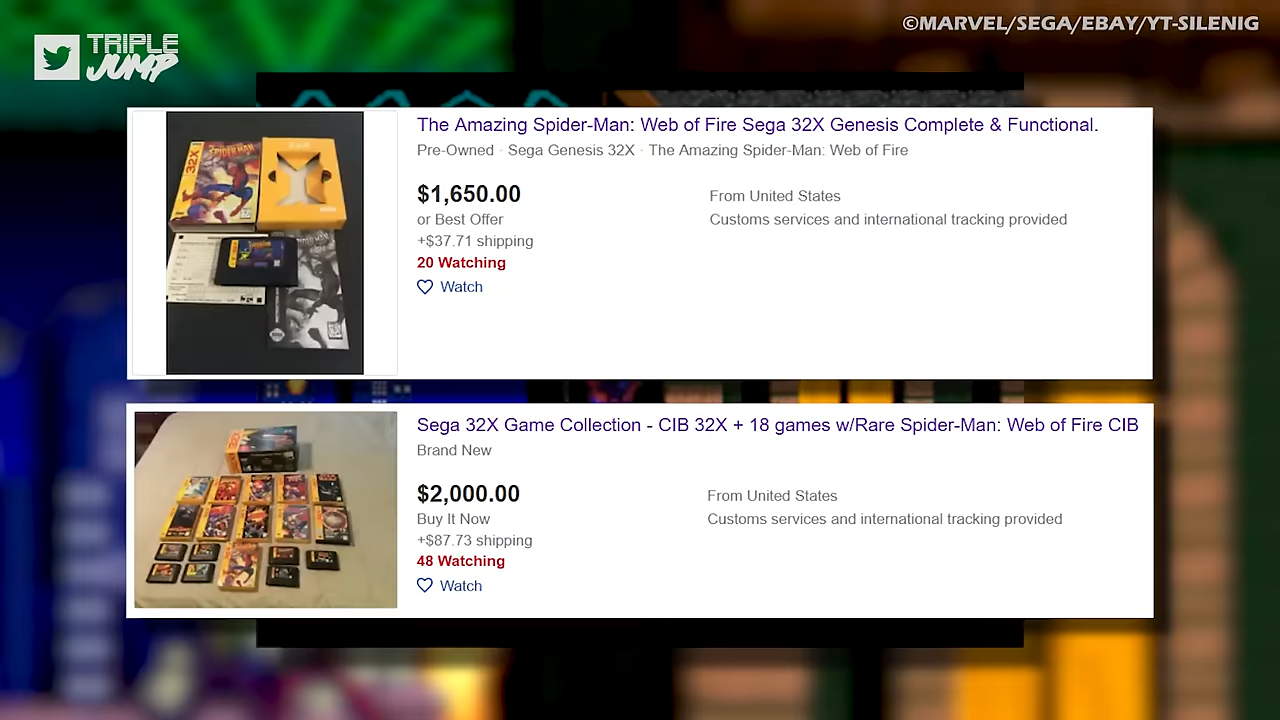 ©MARVEL/SEGA/EBAY/YT-SILENIG
TRIPLE
JUMP
The Amazing Spider-Man: Web of Fire Sega 32X Genesis Complete & Functional.
Pre-Owned · Sega Genesis 32X · The Amazing Spider-Man: Web of Fire
$1,650.00
From United States
or Best Offer
Customs services and international tracking provided
+$37.71 shipping
20 Watching
Watch
32X
SPIDER-MAN
Sega 32X Game Collection - CIB 32X + 18 games w/Rare Spider-Man: Web of Fire CIB
Brand New
$2,000.00
From United States
Buy It Now
Customs services and international tracking provided
+$87.73 shipping
48 Watching
Watch